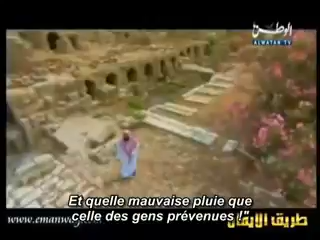 الوطن
ALWATAN TV
Et quelle mauvaise pluie que
celle des gens prévenues !"
www.emanway.
طريق الإيمان